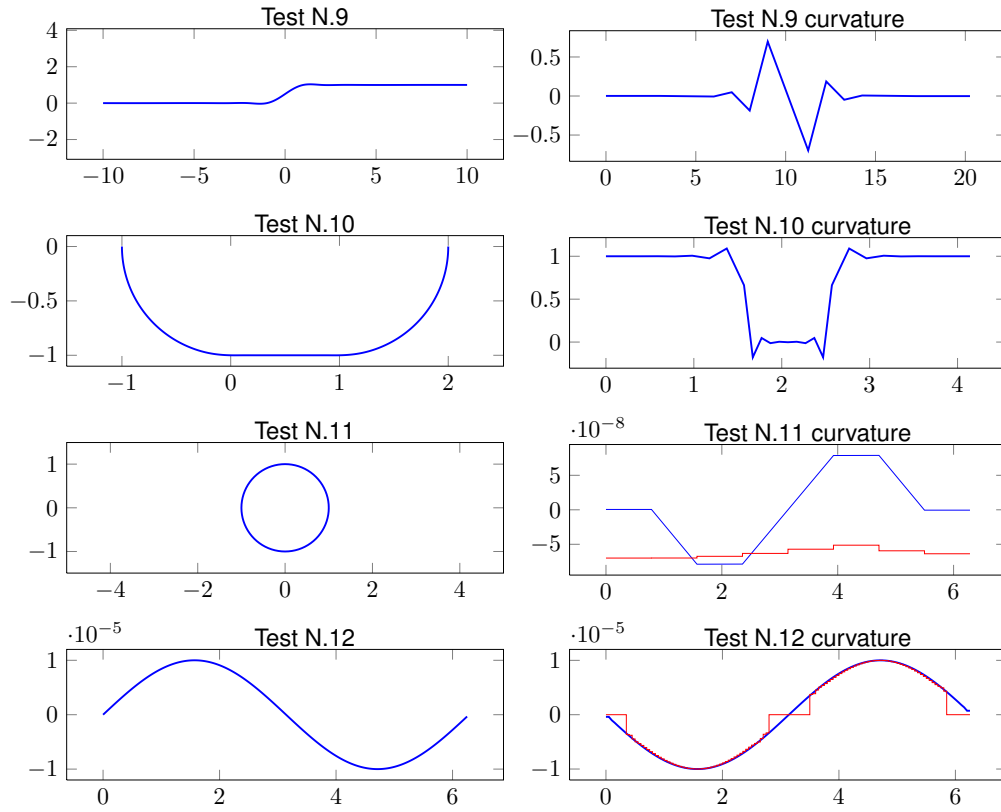 Test N.9
4
2
0
−2
−10 −5 0 5 10
Test N.9 curvature
0.5
0
−0.5
0 5 10 15 20
Test N.10
0
−0.5
−1
−1 0 1 2
Test N.10 curvature
1
0.5
0
0 1 2 3 4
Test N.11
1
0
−1
−4 −2 0 2 4
·10⁻⁸
Test N.11 curvature
5
0
−5
0 2 4 6
·10⁻⁵
Test N.12
1
0
−1
0 2 4 6
·10⁻⁵
Test N.12 curvature
1
0
−1
0 2 4 6